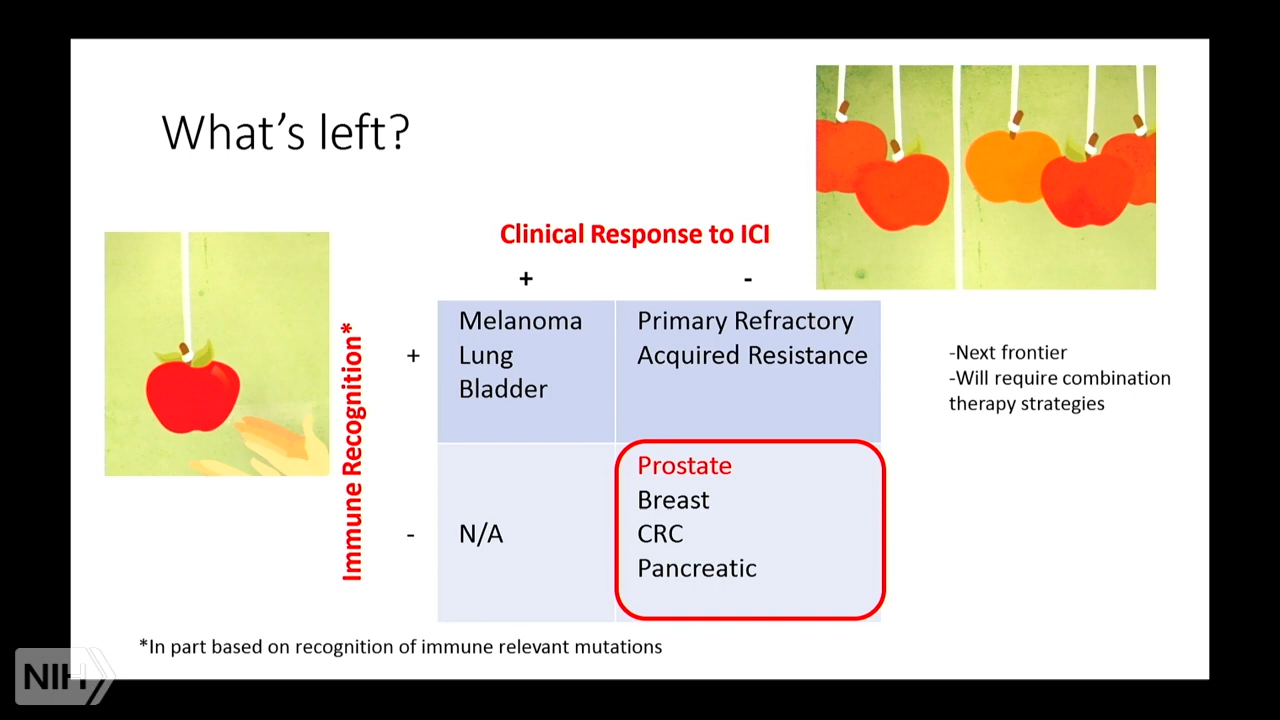 What's left?
Clinical Response to ICI
+
-
Immune Recognition*
+
Melanoma
Lung
Bladder
Primary Refractory
Acquired Resistance
-Next frontier
-Will require combination
therapy strategies
-
N/A
Prostate
Breast
CRC
Pancreatic
*In part based on recognition of immune relevant mutations
NIH